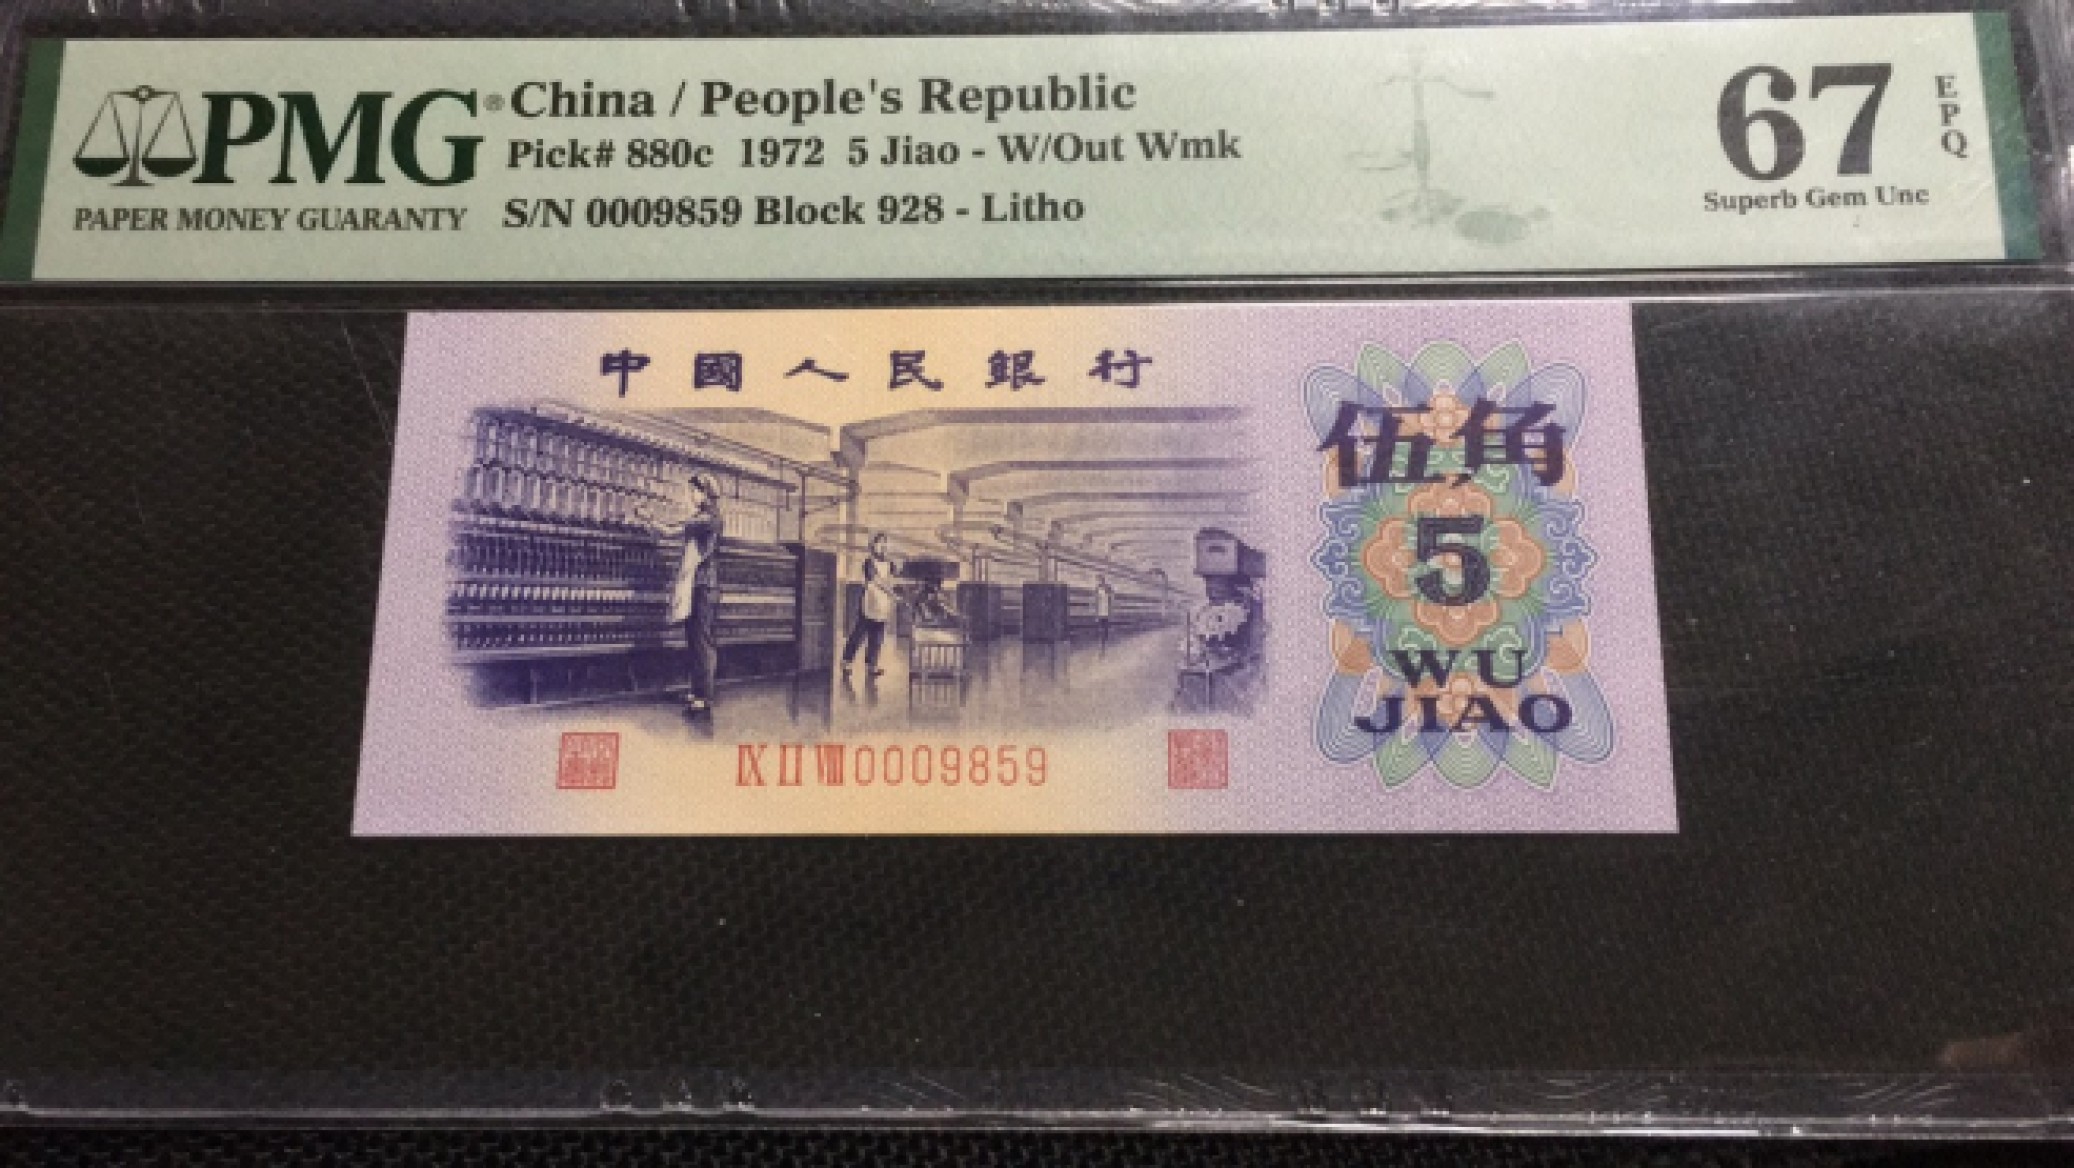 PMG®
PAPER MONEY GUARANTY
China / People's Republic
Pick# 880c 1972 5 Jiao - W/Out Wmk
S/N 0009859 Block 928 - Litho
67
EPQ
Superb Gem Unc
中國人民銀行
伍角
5
WU
JIAO
IX II VIII 0009859